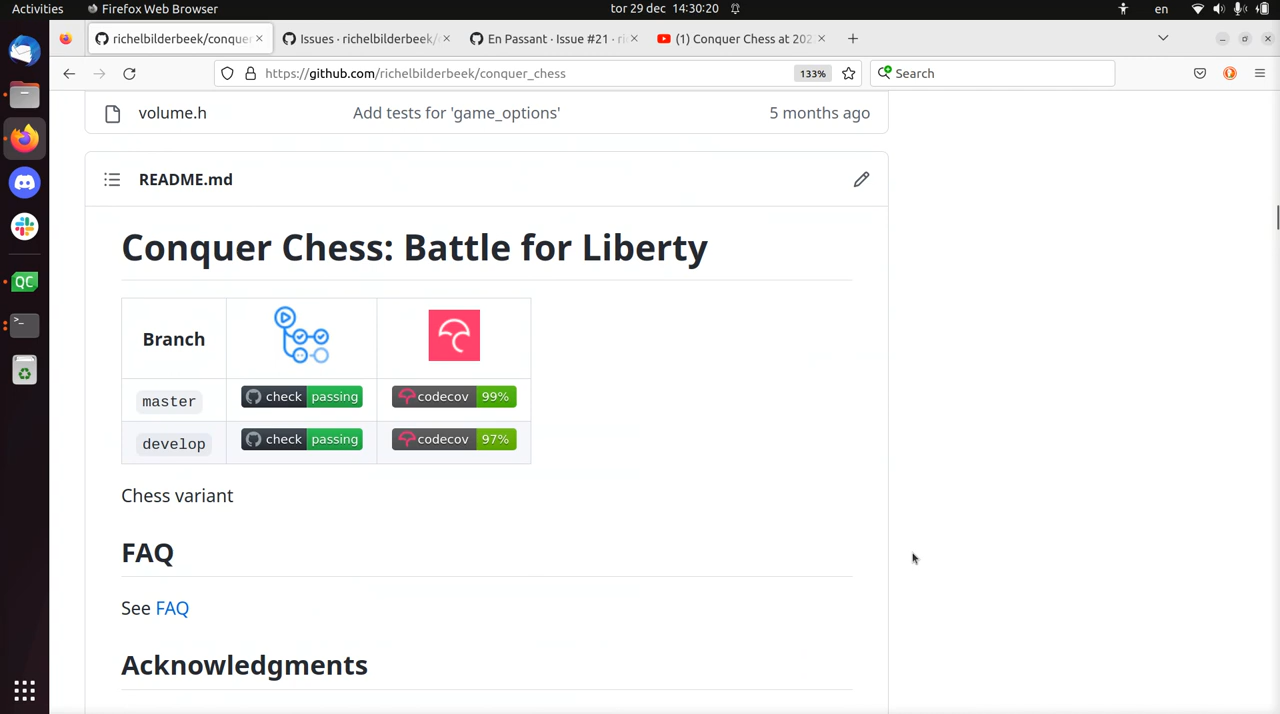 Activities Firefox Web Browser tor 29 dec 14:30:20 en
richelbilderbeek/conquer × Issues · richelbilderbeek/c × En Passant · Issue #21 · ri × (1) Conquer Chess at 202 × +
https://github.com/richelbilderbeek/conquer_chess 133% Search
volume.h Add tests for 'game_options' 5 months ago
README.md
Conquer Chess: Battle for Liberty
Branch
master check passing codecov 99%
develop check passing codecov 97%
Chess variant
FAQ
See FAQ
Acknowledgments
QC
>_